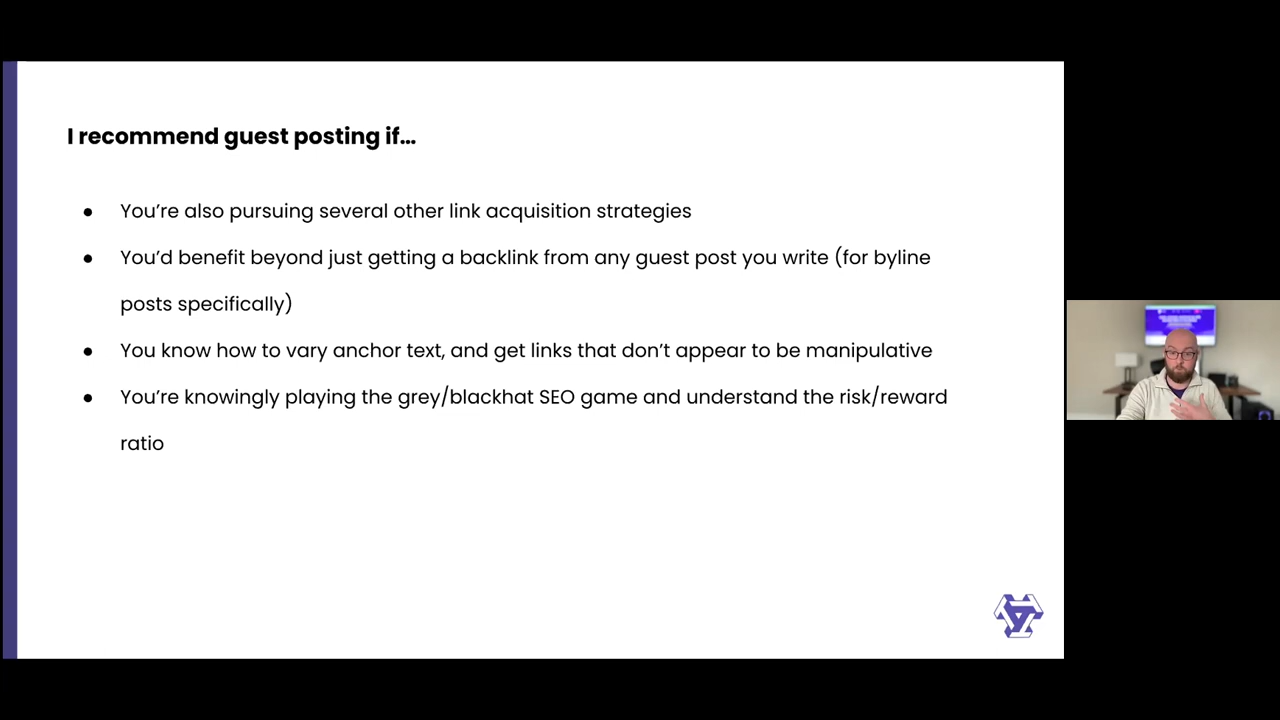 I recommend guest posting if…
● You’re also pursuing several other link acquisition strategies
● You’d benefit beyond just getting a backlink from any guest post you write (for byline
posts specifically)
● You know how to vary anchor text, and get links that don’t appear to be manipulative
● You’re knowingly playing the grey/blackhat SEO game and understand the risk/reward
ratio